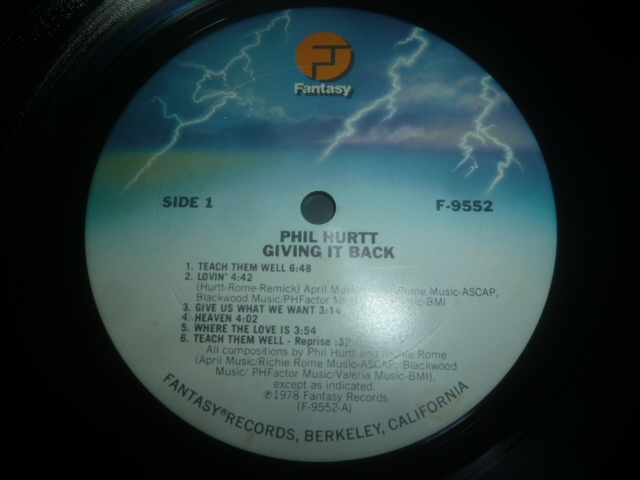 Fantasy
SIDE 1
F-9552
PHIL HURTT
GIVING IT BACK
1. TEACH THEM WELL 6:48
2. LOVIN' 4:42
(Hurtt-Rome-Remick) April Music/ Rome Music-ASCAP,
Blackwood Music/PHFactor Music-BMI
3. GIVE US WHAT WE WANT 3:14
4. HEAVEN 4:02
5. WHERE THE LOVE IS 3:54
6. TEACH THEM WELL - Reprise :32
All compositions by Phil Hurtt and Richie Rome
(April Music/Richie Rome Music-ASCAP, Blackwood
Music/ PHFactor Music/Valeria Music-BMI),
except as indicated.
℗1978 Fantasy Records
(F-9552-A)
FANTASY® RECORDS, BERKELEY, CALIFORNIA